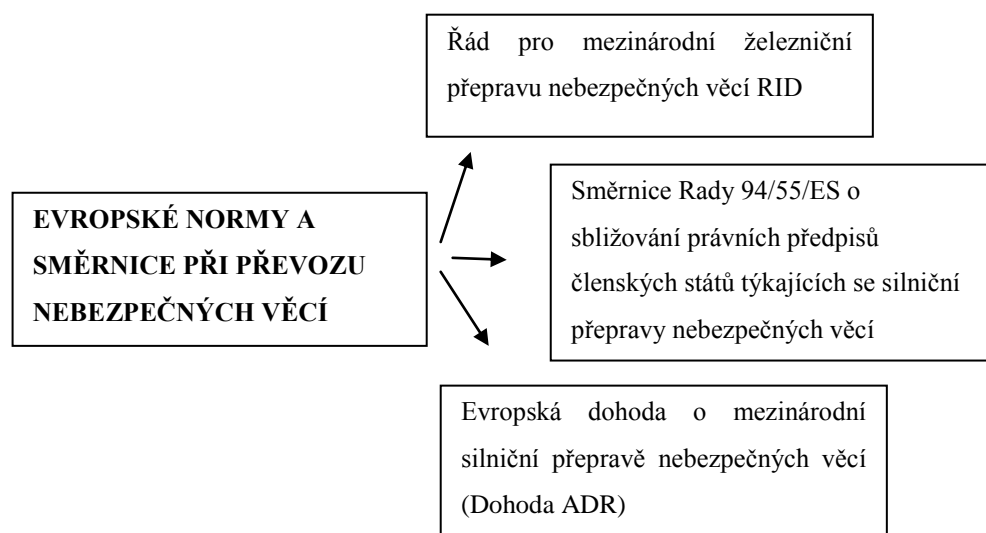 Řád pro mezinárodní železniční
přepravu nebezpečných věcí RID
EVROPSKÉ NORMY A
SMĚRNICE PŘI PŘEVOZU
NEBEZPEČNÝCH VĚCÍ
Směrnice Rady 94/55/ES o
sbližování právních předpisů
členských států týkajících se silniční
přepravy nebezpečných věcí
Evropská dohoda o mezinárodní
silniční přepravě nebezpečných věcí
(Dohoda ADR)